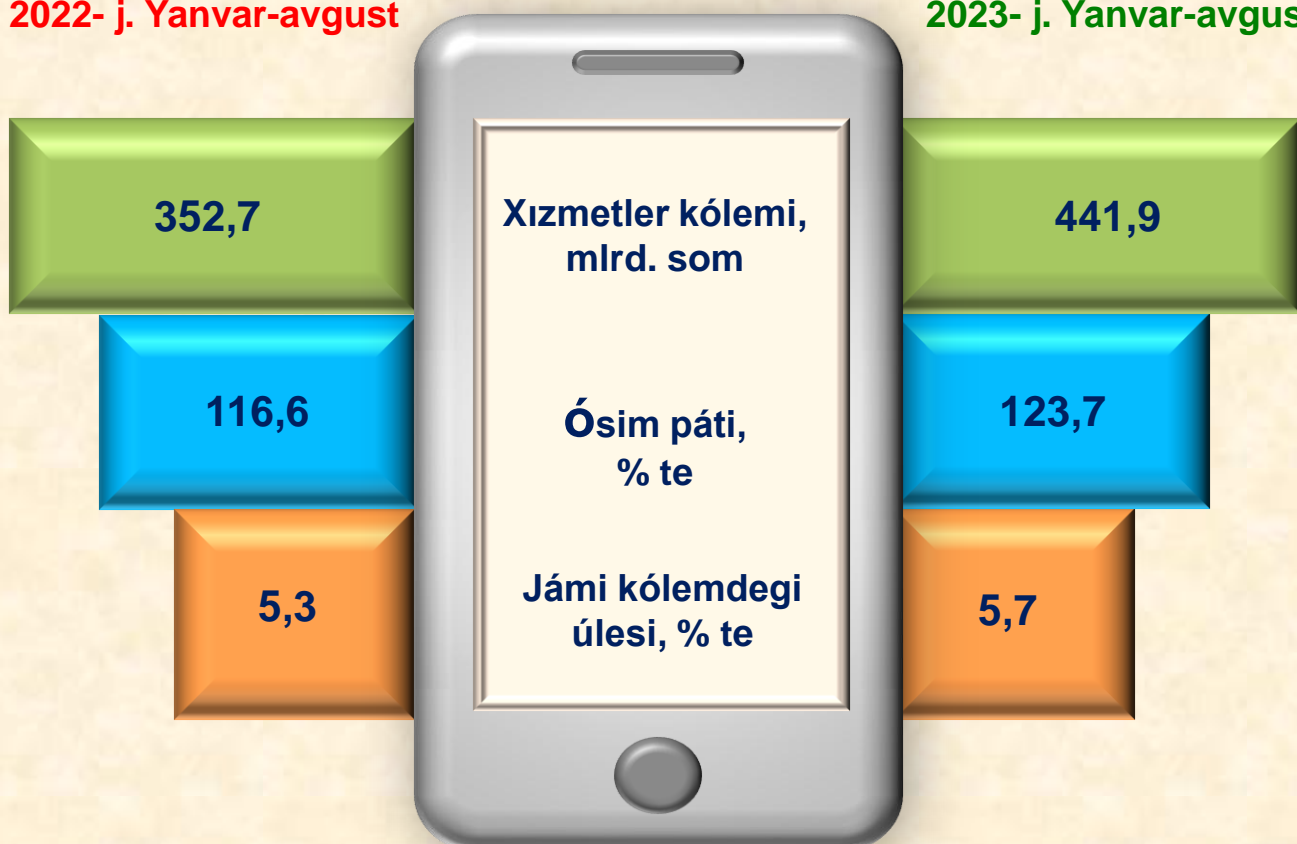 2022- j. Yanvar-avgust
2023- j. Yanvar-avgus
352,7
Xızmetler kólemi,
mlrd. som
441,9
116,6
Ósim páti,
% te
123,7
5,3
Jámi kólemdegi
úlesi, % te
5,7